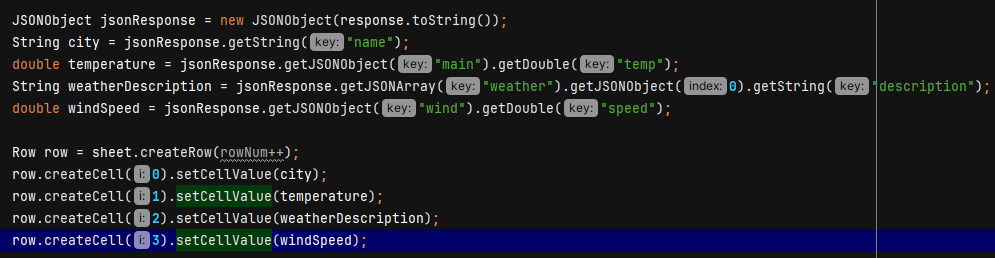 JSONObject jsonResponse = new JSONObject(response.toString());
String city = jsonResponse.getString( key: "name");
double temperature = jsonResponse.getJSONObject( key: "main").getDouble( key: "temp");
String weatherDescription = jsonResponse.getJSONArray( key: "weather").getJSONObject( index: 0).getString( key: "description");
double windSpeed = jsonResponse.getJSONObject( key: "wind").getDouble( key: "speed");
Row row = sheet.createRow(rowNum++);
row.createCell( i: 0).setCellValue(city);
row.createCell( i: 1).setCellValue(temperature);
row.createCell( i: 2).setCellValue(weatherDescription);
row.createCell( i: 3).setCellValue(windSpeed);